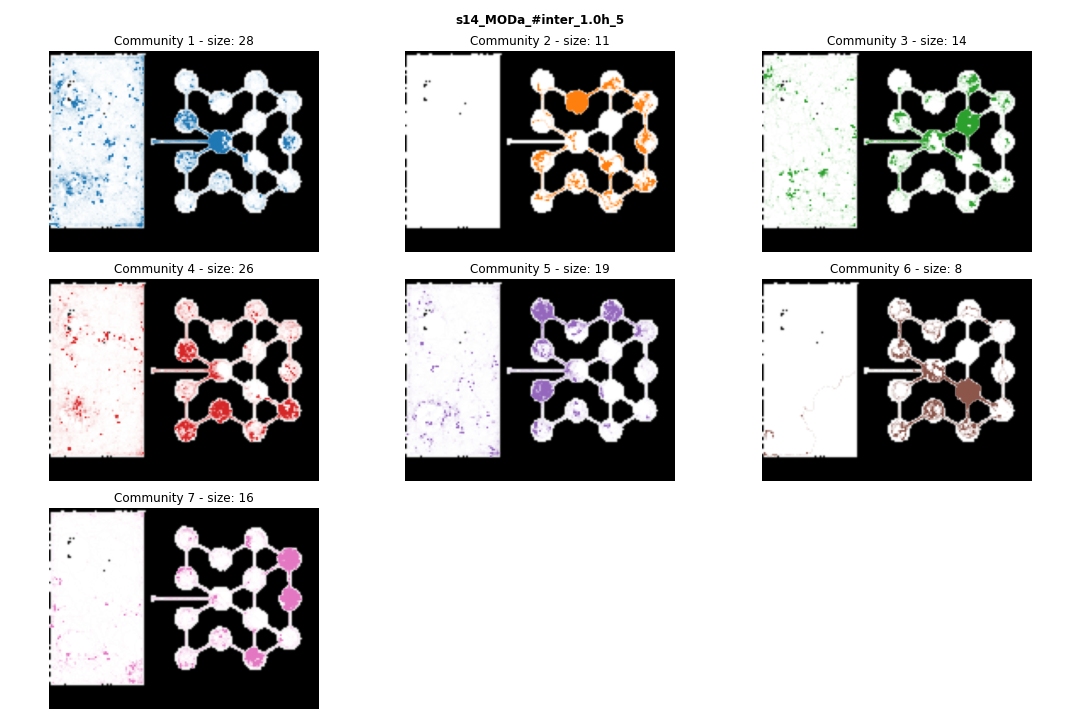 s14_MODa_#inter_1.0h_5
Community 1 - size: 28
Community 2 - size: 11
Community 3 - size: 14
Community 4 - size: 26
Community 5 - size: 19
Community 6 - size: 8
Community 7 - size: 16